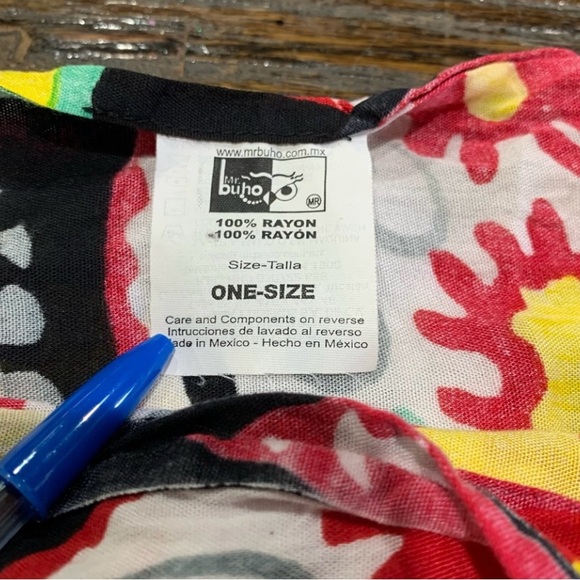 www.mrbuho.com.mx
Mr.
buho
MR
100% RAYON
100% RAYÓN
Size-Talla
ONE-SIZE
Care and Components on reverse
Intrucciones de lavado al reverso
Made in Mexico - Hecho en México